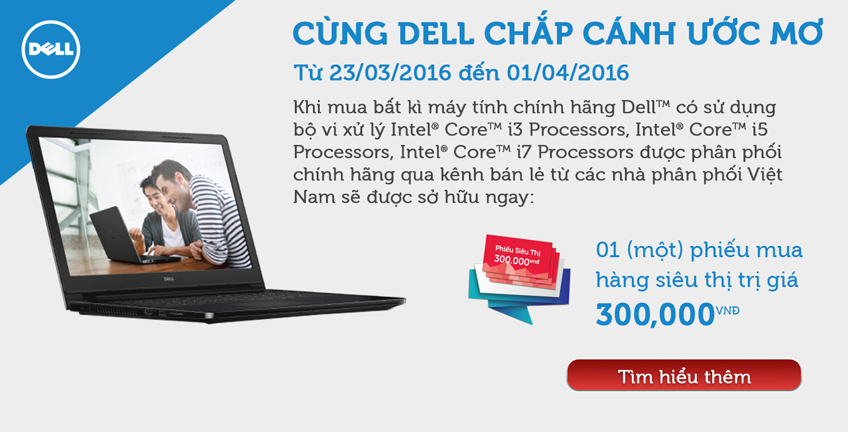 DELL
CÙNG DELL CHẮP CÁNH ƯỚC MƠ
Từ 23/03/2016 đến 01/04/2016
Khi mua bất kì máy tính chính hãng Dell™ có sử dụng
bộ vi xử lý Intel® Core™ i3 Processors, Intel® Core™ i5
Processors, Intel® Core™ i7 Processors được phân phối
chính hãng qua kênh bán lẻ từ các nhà phân phối Việt
Nam sẽ được sở hữu ngay:
Phiếu Siêu Thị
300.000vnđ
01 (một) phiếu mua
hàng siêu thị trị giá
300,000VNĐ
Tìm hiểu thêm
DELL